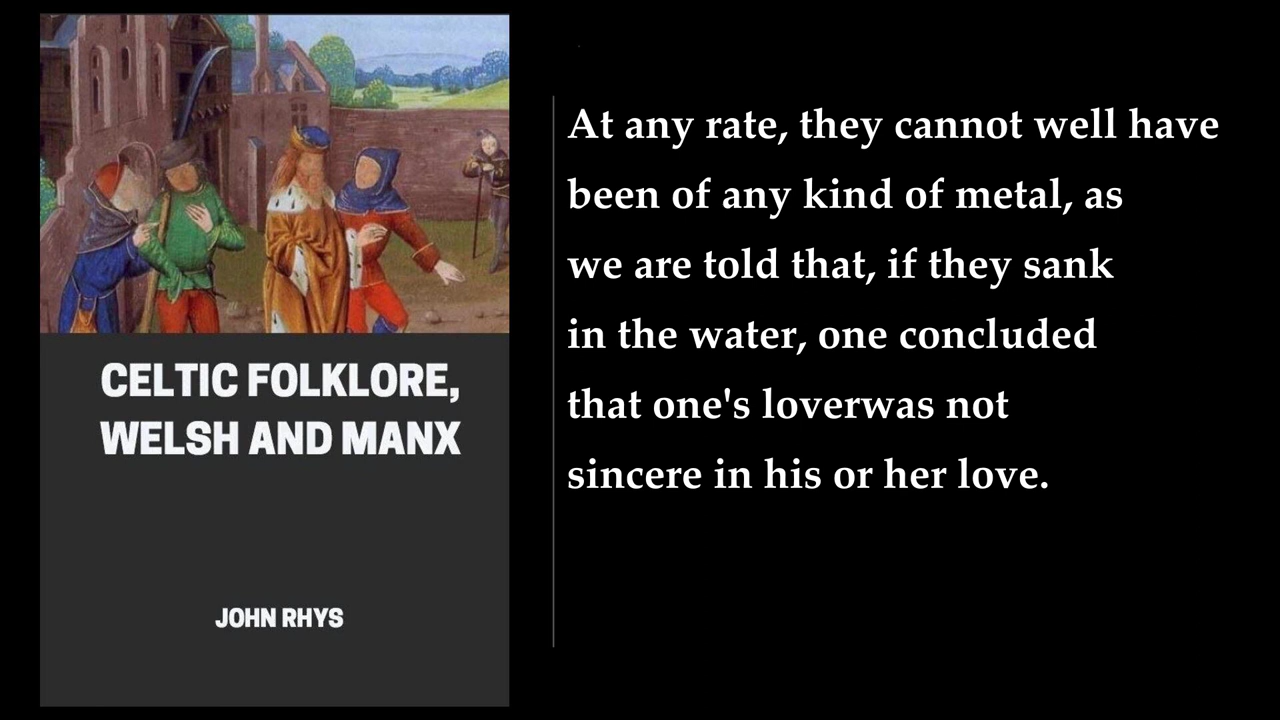 CELTIC FOLKLORE,
WELSH AND MANX
JOHN RHYS
At any rate, they cannot well have
been of any kind of metal, as
we are told that, if they sank
in the water, one concluded
that one's loverwas not
sincere in his or her love.